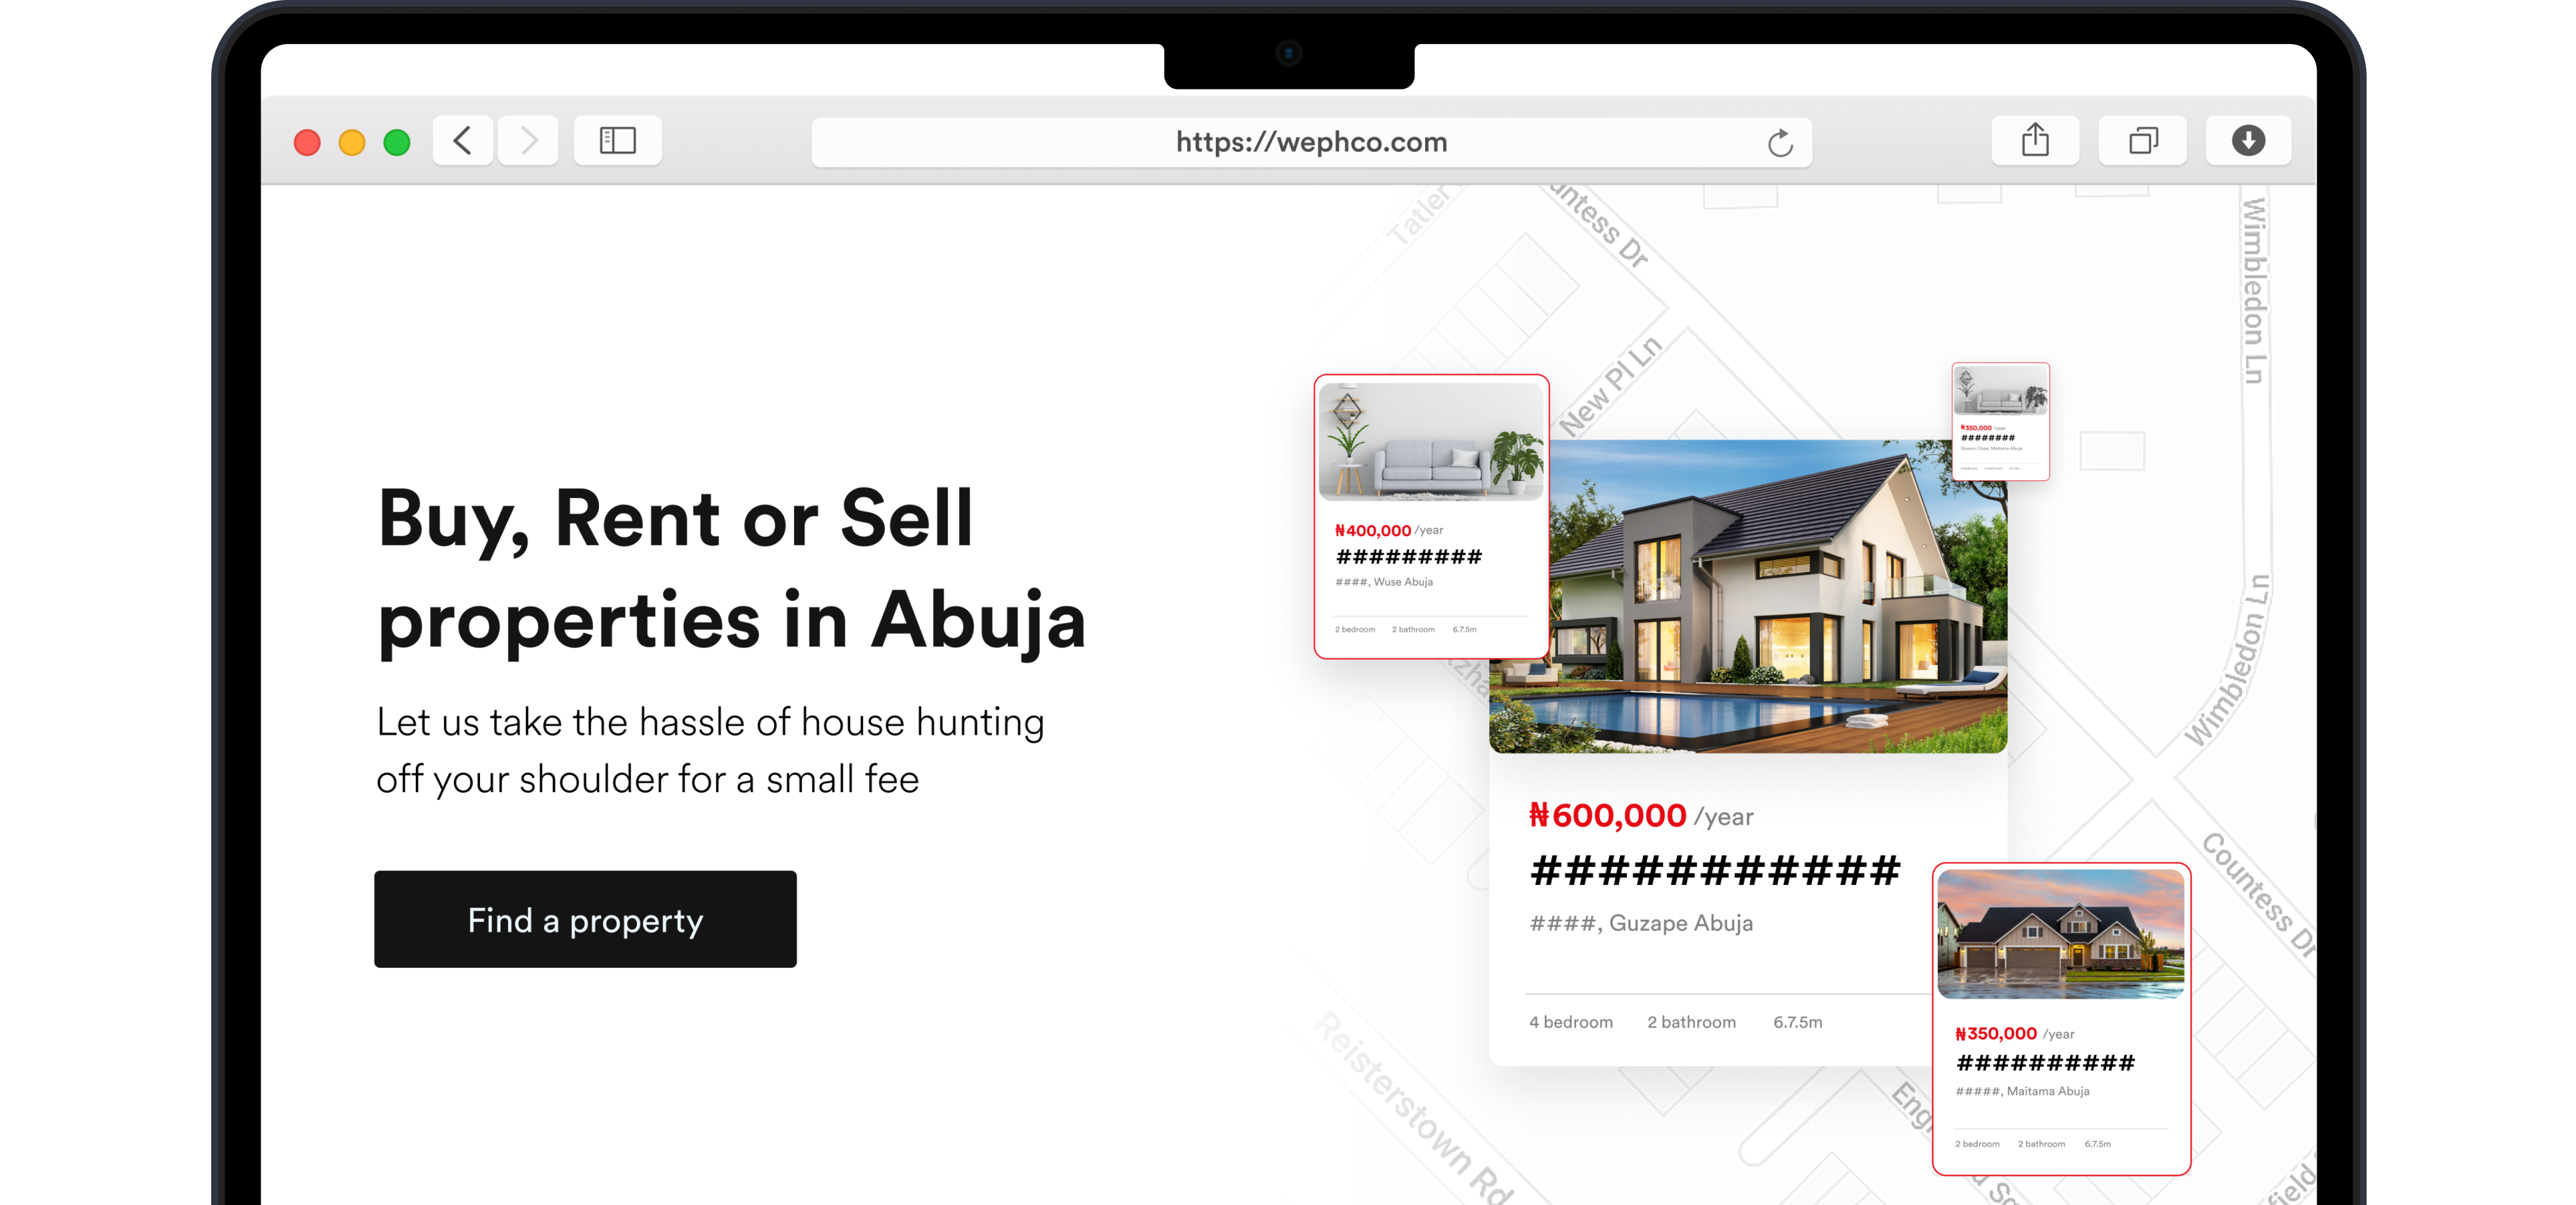 https://wephco.com
Tatler
untess Dr
Wimbledon Ln
New Pl Ln
Buy, Rent or Sell
properties in Abuja
Let us take the hassle of house hunting
off your shoulder for a small fee
Find a property
₦400,000 /year
#########
####, Wuse Abuja
2 bedroom 2 bathroom 6.7.5m
₦350,000 /year
########
Maitama Abuja
Wimbledon Ln
₦600,000 /year
###########
####, Guzape Abuja
4 bedroom 2 bathroom 6.7.5m
Countess Dr
₦350,000 /year
##########
#####, Maitama Abuja
2 bedroom 2 bathroom 6.7.5m
Reisterstown Rd
Eng
field